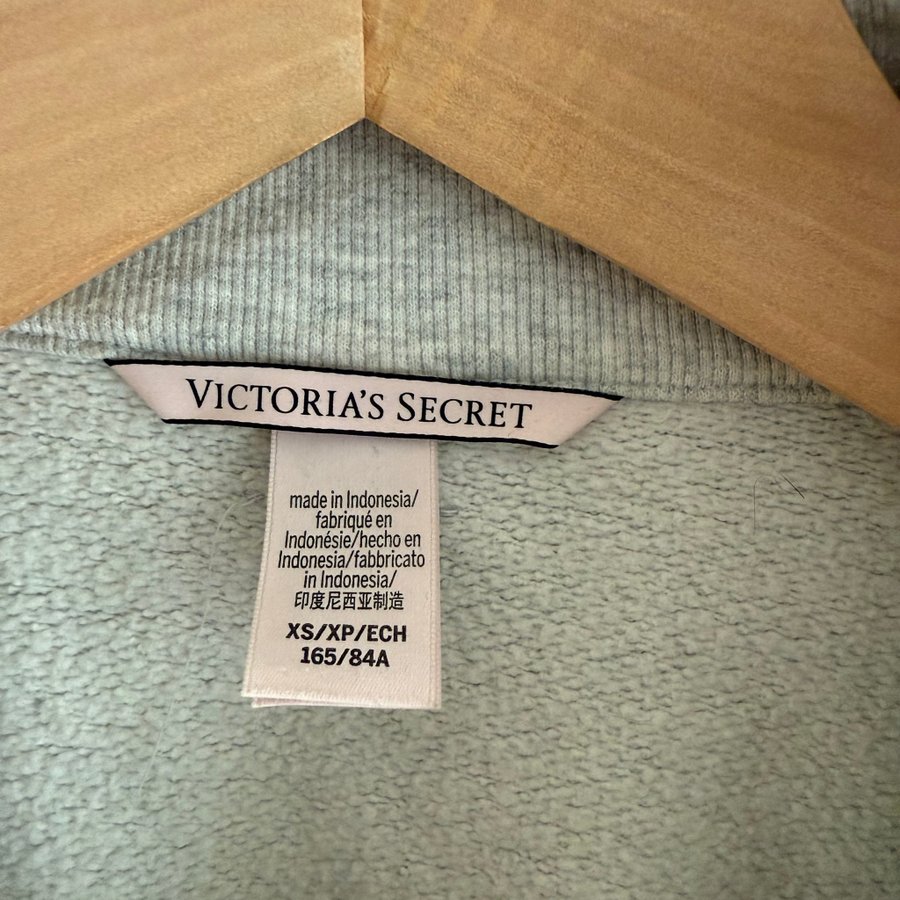 VICTORIA'S SECRET
made in Indonesia/
fabriqué en
Indonésie/hecho en
Indonesia/fabbricato
in Indonesia/
印度尼西亚制造
XS/XP/ECH
165/84A